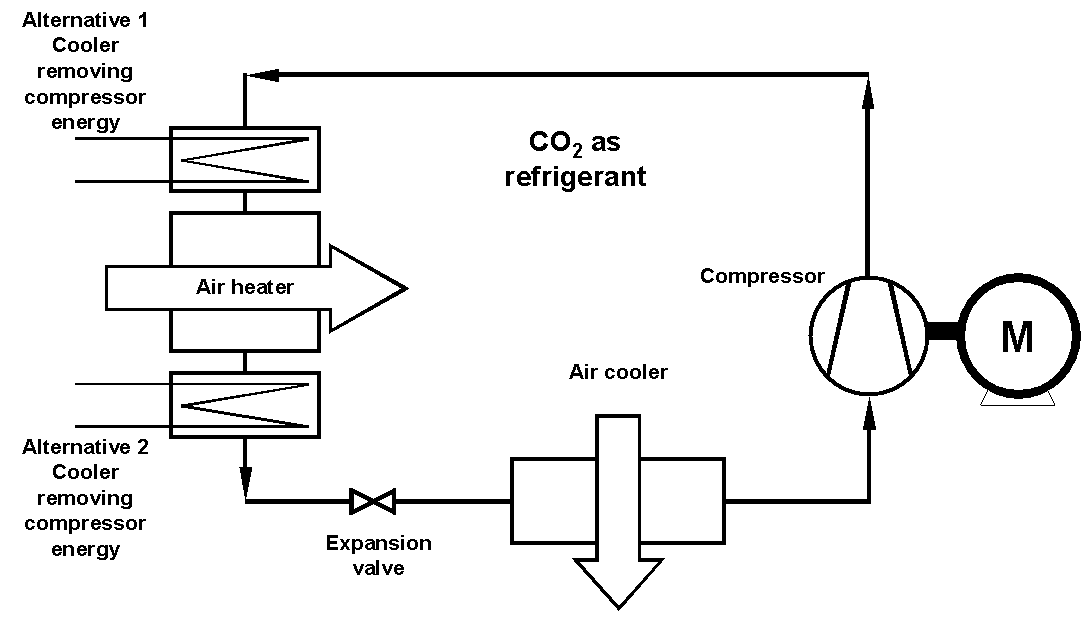 Alternative 1
Cooler
removing
compressor
energy
CO₂ as
refrigerant
Air heater
Compressor
M
Air cooler
Alternative 2
Cooler
removing
compressor
energy
Expansion
valve